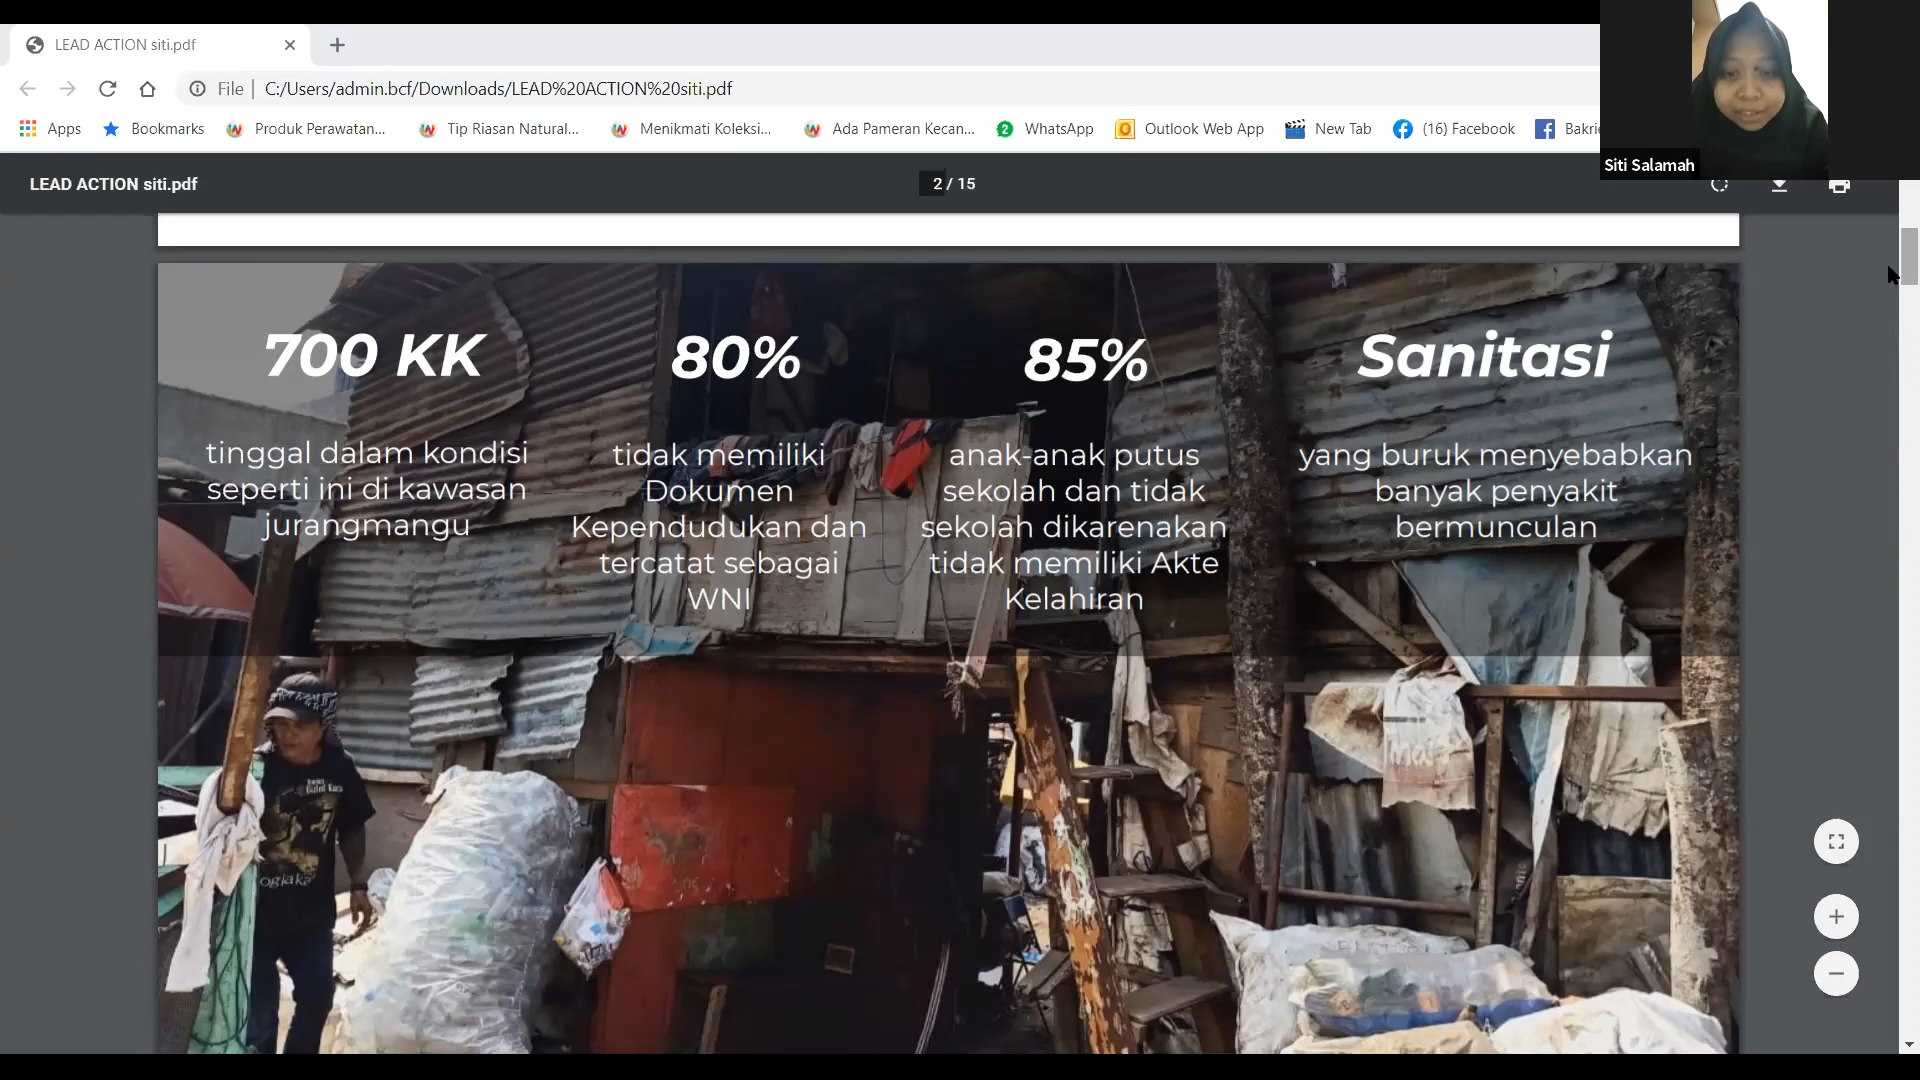 LEAD ACTION siti.pdf
File | C:/Users/admin.bcf/Downloads/LEAD%20ACTION%20siti.pdf
Apps Bookmarks Produk Perawatan... Tip Riasan Natural... Menikmati Koleksi... Ada Pameran Kecan... 2 WhatsApp Outlook Web App New Tab (16) Facebook Bakri
Siti Salamah
LEAD ACTION siti.pdf 2 / 15
700 KK
tinggal dalam kondisi
seperti ini di kawasan
jurangmangu
80%
tidak memiliki
Dokumen
Kependudukan dan
tercatat sebagai
WNI
85%
anak-anak putus
sekolah dan tidak
sekolah dikarenakan
tidak memiliki Akte
Kelahiran
Sanitasi
yang buruk menyebabkan
banyak penyakit
bermunculan